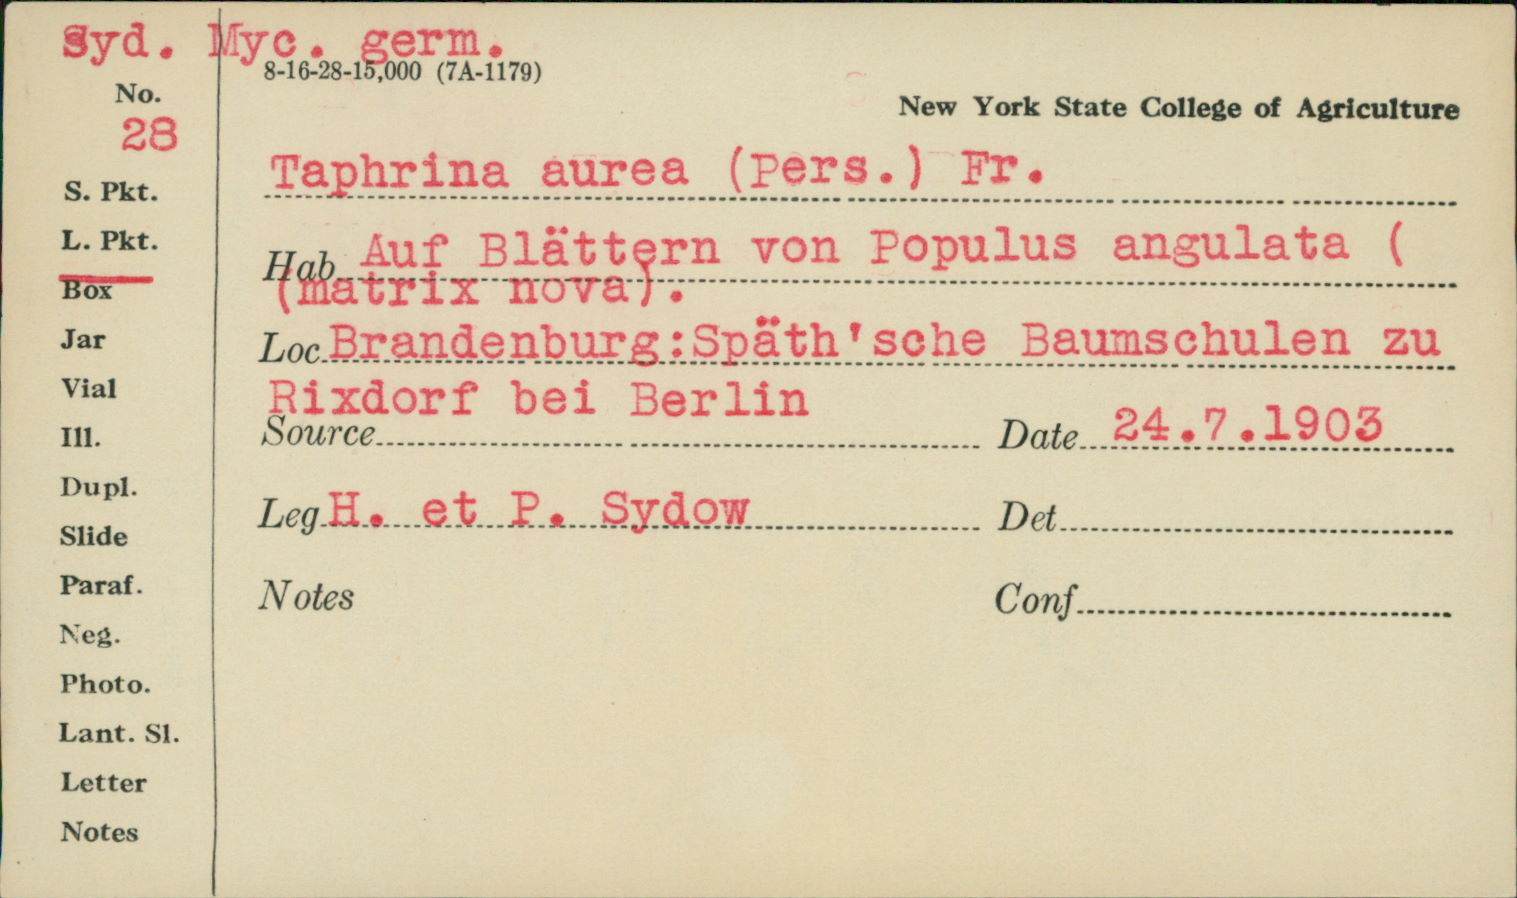 Syd. Myc. germ.
8-16-28-15,000 (7A-1179)
No.
28
New York State College of Agriculture
Taphrina aurea (Pers.) Fr.
S. Pkt.
L. Pkt.
Hab. Auf Blättern von Populus angulata (
(matrix nova).
Box
Jar
Loc. Brandenburg:Späth'sche Baumschulen zu
Rixdorf bei Berlin
Vial
Ill.
Source
Date 24.7.1903
Dupl.
Leg. H. et P. Sydow
Det
Slide
Paraf.
Notes
Conf
Neg.
Photo.
Lant. Sl.
Letter
Notes